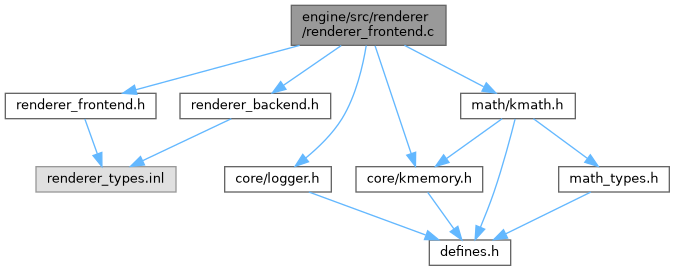 engine/src/renderer
/renderer_frontend.c
renderer_frontend.h
renderer_backend.h
math/kmath.h
renderer_types.inl
core/logger.h
core/kmemory.h
math_types.h
defines.h